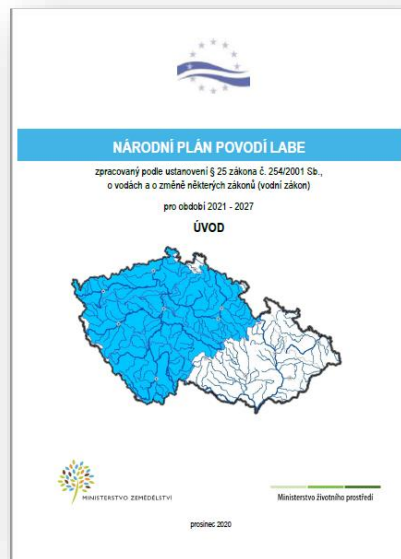 NÁRODNÍ PLÁN POVODÍ LABE
zpracovaný podle ustanovení § 25 zákona č. 254/2001 Sb.,
o vodách a o změně některých zákonů (vodní zákon)
pro období 2021 - 2027
ÚVOD
MINISTERSTVO ZEMĚDĚLSTVÍ
Ministerstvo životního prostředí
prosinec 2020